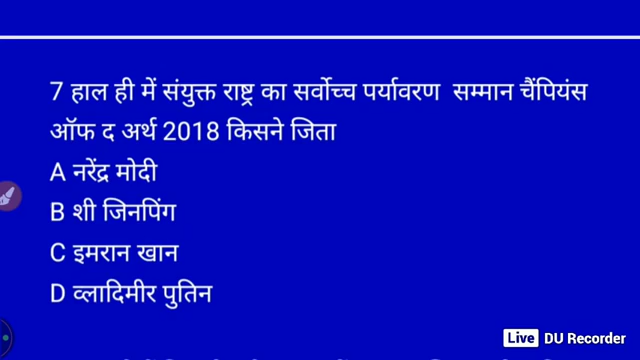 7 हाल ही में संयुक्त राष्ट्र का सर्वोच्च पर्यावरण सम्मान चैंपियंस
ऑफ द अर्थ 2018 किसने जिता
A नरेंद्र मोदी
B शी जिनपिंग
C इमरान खान
D व्लादिमीर पुतिन
Live DU Recorder